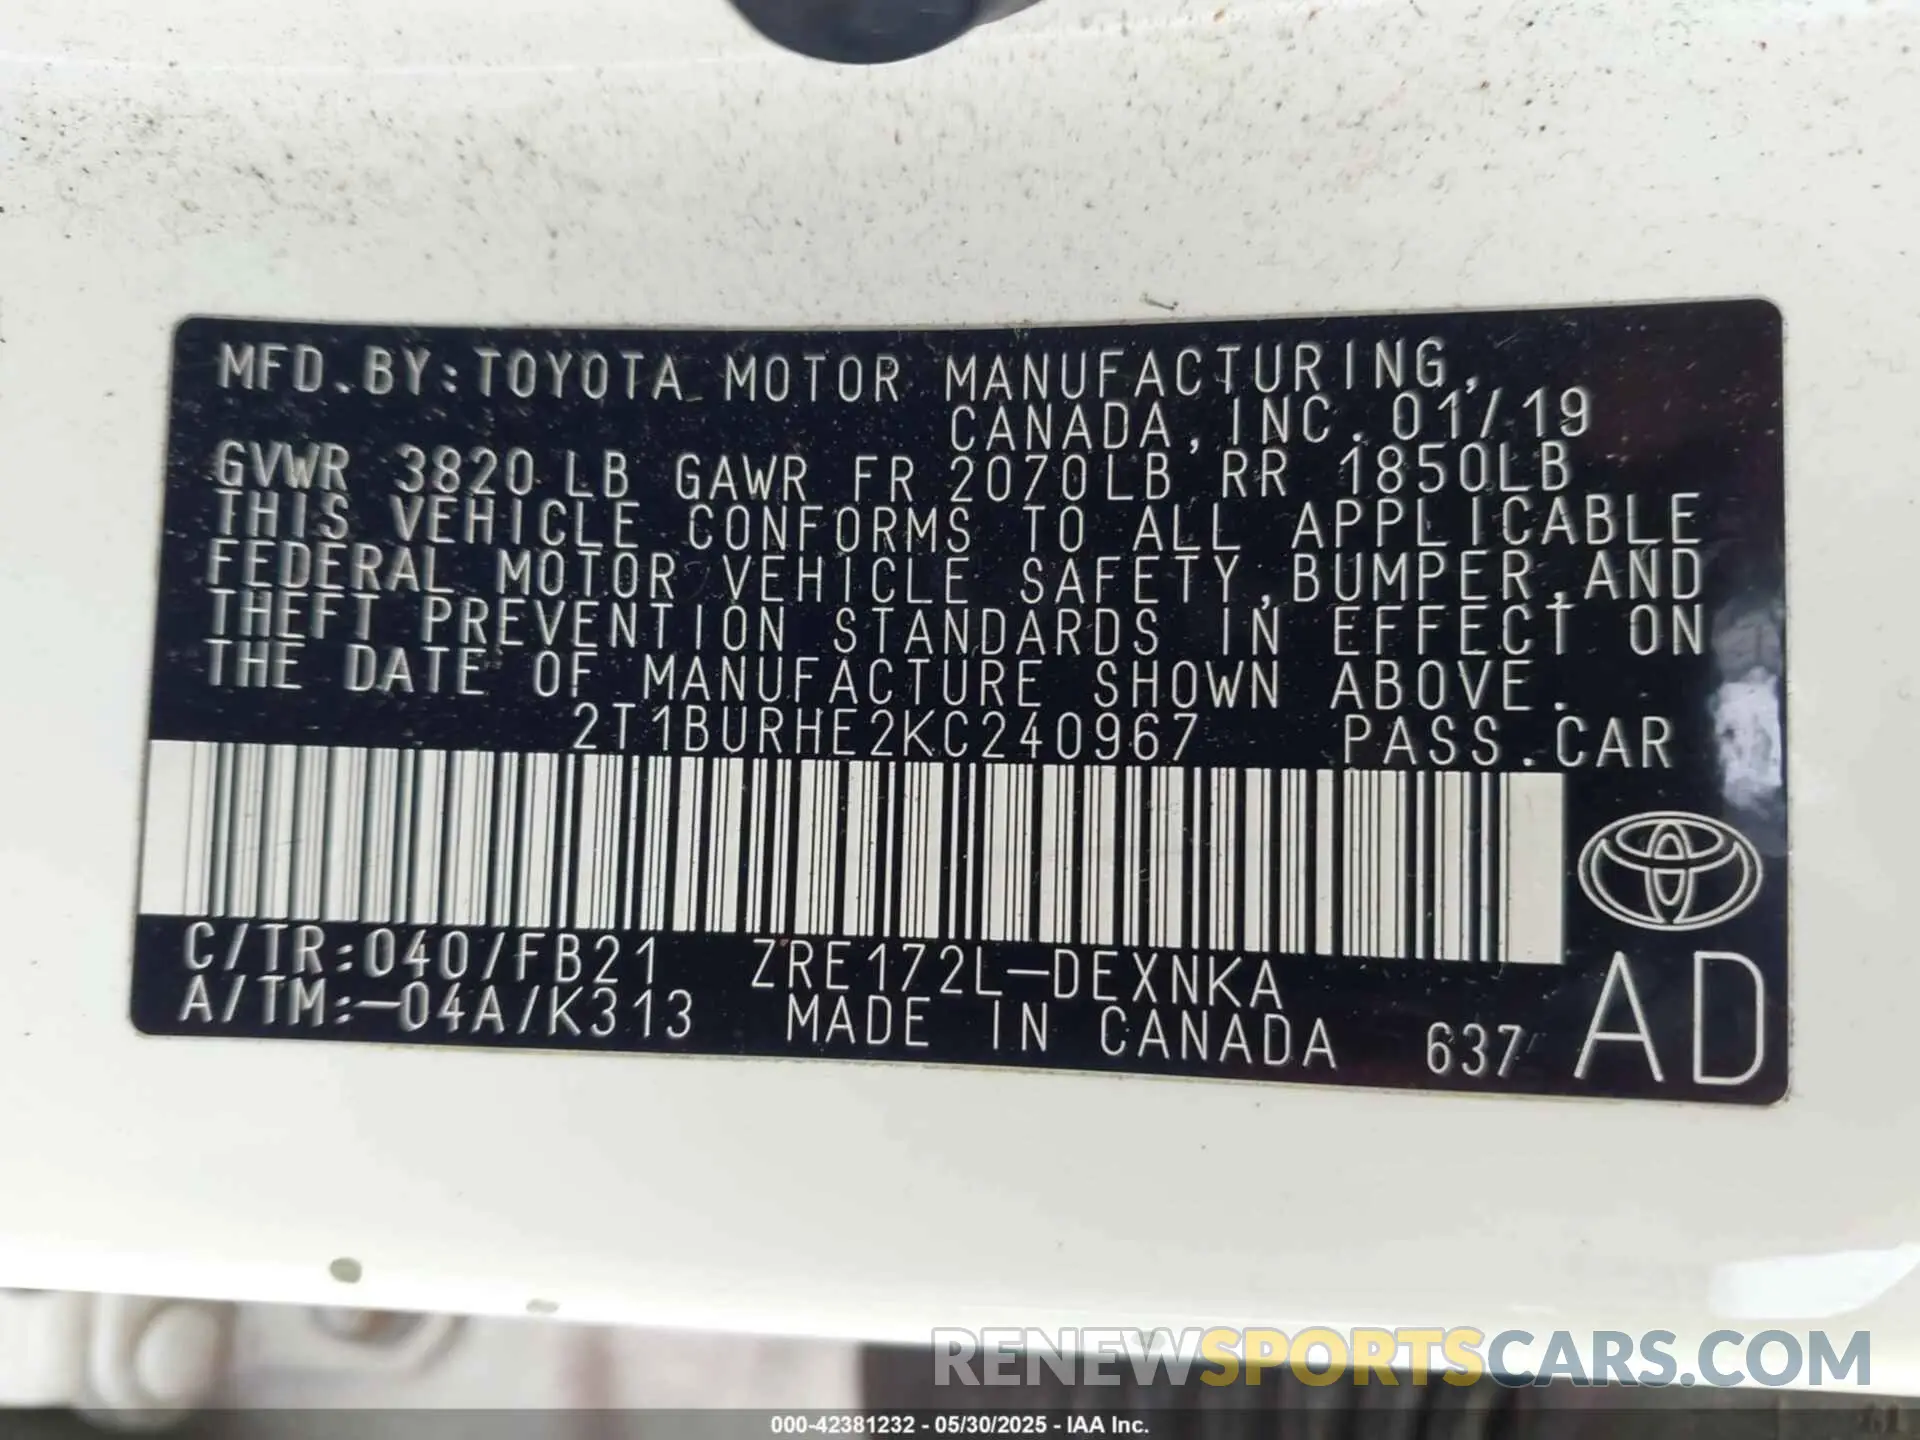 MFD.BY:TOYOTA MOTOR MANUFACTURING,
CANADA,INC.01/19
GVWR 3820LB GAWR FR 2070LB RR 1850LB
THIS VEHICLE CONFORMS TO ALL APPLICABLE
FEDERAL MOTOR VEHICLE SAFETY,BUMPER,AND
THEFT PREVENTION STANDARDS IN EFFECT ON
THE DATE OF MANUFACTURE SHOWN ABOVE.
2T1BURHE2KC240967 PASS.CAR
C/TR:040/FB21 ZRE172L-DEXNKA
A/TM:-04A/K313 MADE IN CANADA 637 AD
RENEWSPORTSCARS.COM
000-42381232 - 05/30/2025 - IAA Inc.